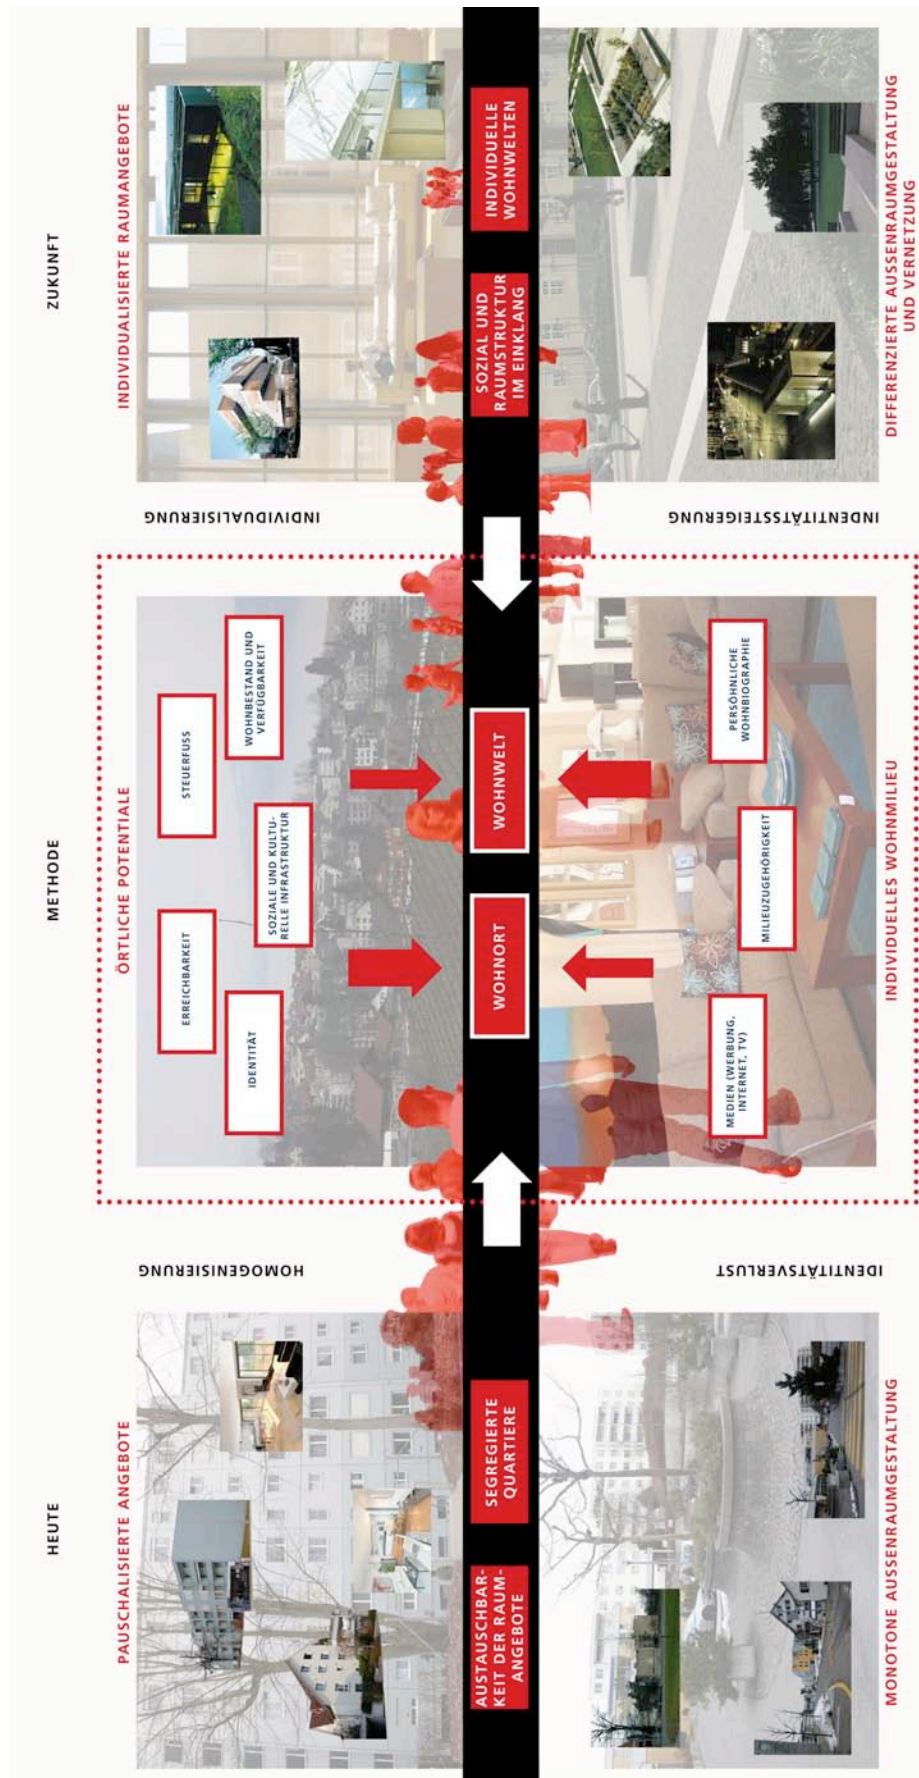 HEUTE
METHODE
ZUKUNFT
PAUSCHALISIERTE ANGEBOTE
HOMOGENISIERUNG
ÖRTLICHE POTENTIALE
ERREICHBARKEIT
STEUERFUSS
IDENTITÄT
SOZIALE UND KULTU-
RELLE INFRASTRUKTUR
WOHNBESTAND UND
VERFÜGBARKEIT
INDIVIDUALISIERUNG
INDIVIDUALISIERTE RAUMANGEBOTE
AUSTAUSCHBAR-
KEIT DER RAUM-
ANGEBOTE
SEGREGIERTE
QUARTIERE
WOHNORT
WOHNWELT
SOZIAL UND
RAUMSTRUKTUR
IM EINKLANG
INDIVIDUELLE
WOHNWELTEN
IDENTITÄTSVERLUST
MONOTONE AUSSENRAUMGESTALTUNG
MEDIEN (WERBUNG,
INTERNET, TV)
MILIEUZUGEHÖRIGKEIT
PERSÖHNLICHE
WOHNBIOGRAPHIE
INDIVIDUELLES WOHNMILIEU
INDENTITÄTSSTEIGERUNG
DIFFERENZIERTE AUSSENRAUMGESTALTUNG
UND VERNETZUNG